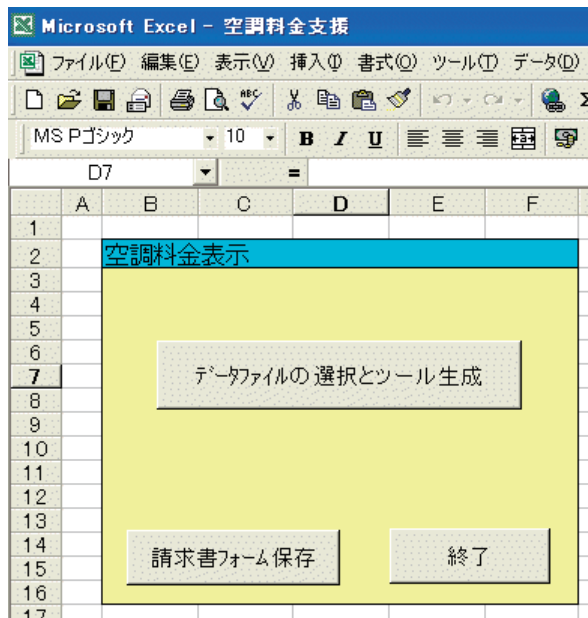 Microsoft Excel - 空調料金支援
ファイル(F) 編集(E) 表示(V) 挿入(I) 書式(O) ツール(T) データ(D)
ABC
MS Pゴシック 10 B I U
D7 =
A B C D E F
1
2 空調料金表示
3
4
5
6
7 データファイルの選択とツール生成
8
9
10
11
12
13
14
15 請求書フォーム保存 終了
16
17